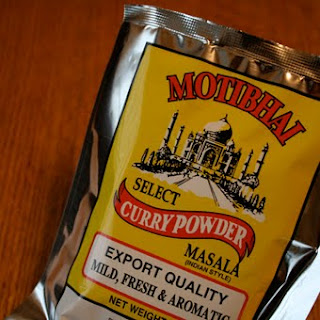 MOTIBHAI
SELECT
CURRY POWDER
MASALA
(INDIAN STYLE)
EXPORT QUALITY
MILD, FRESH & AROMATIC
NET WEIGHT